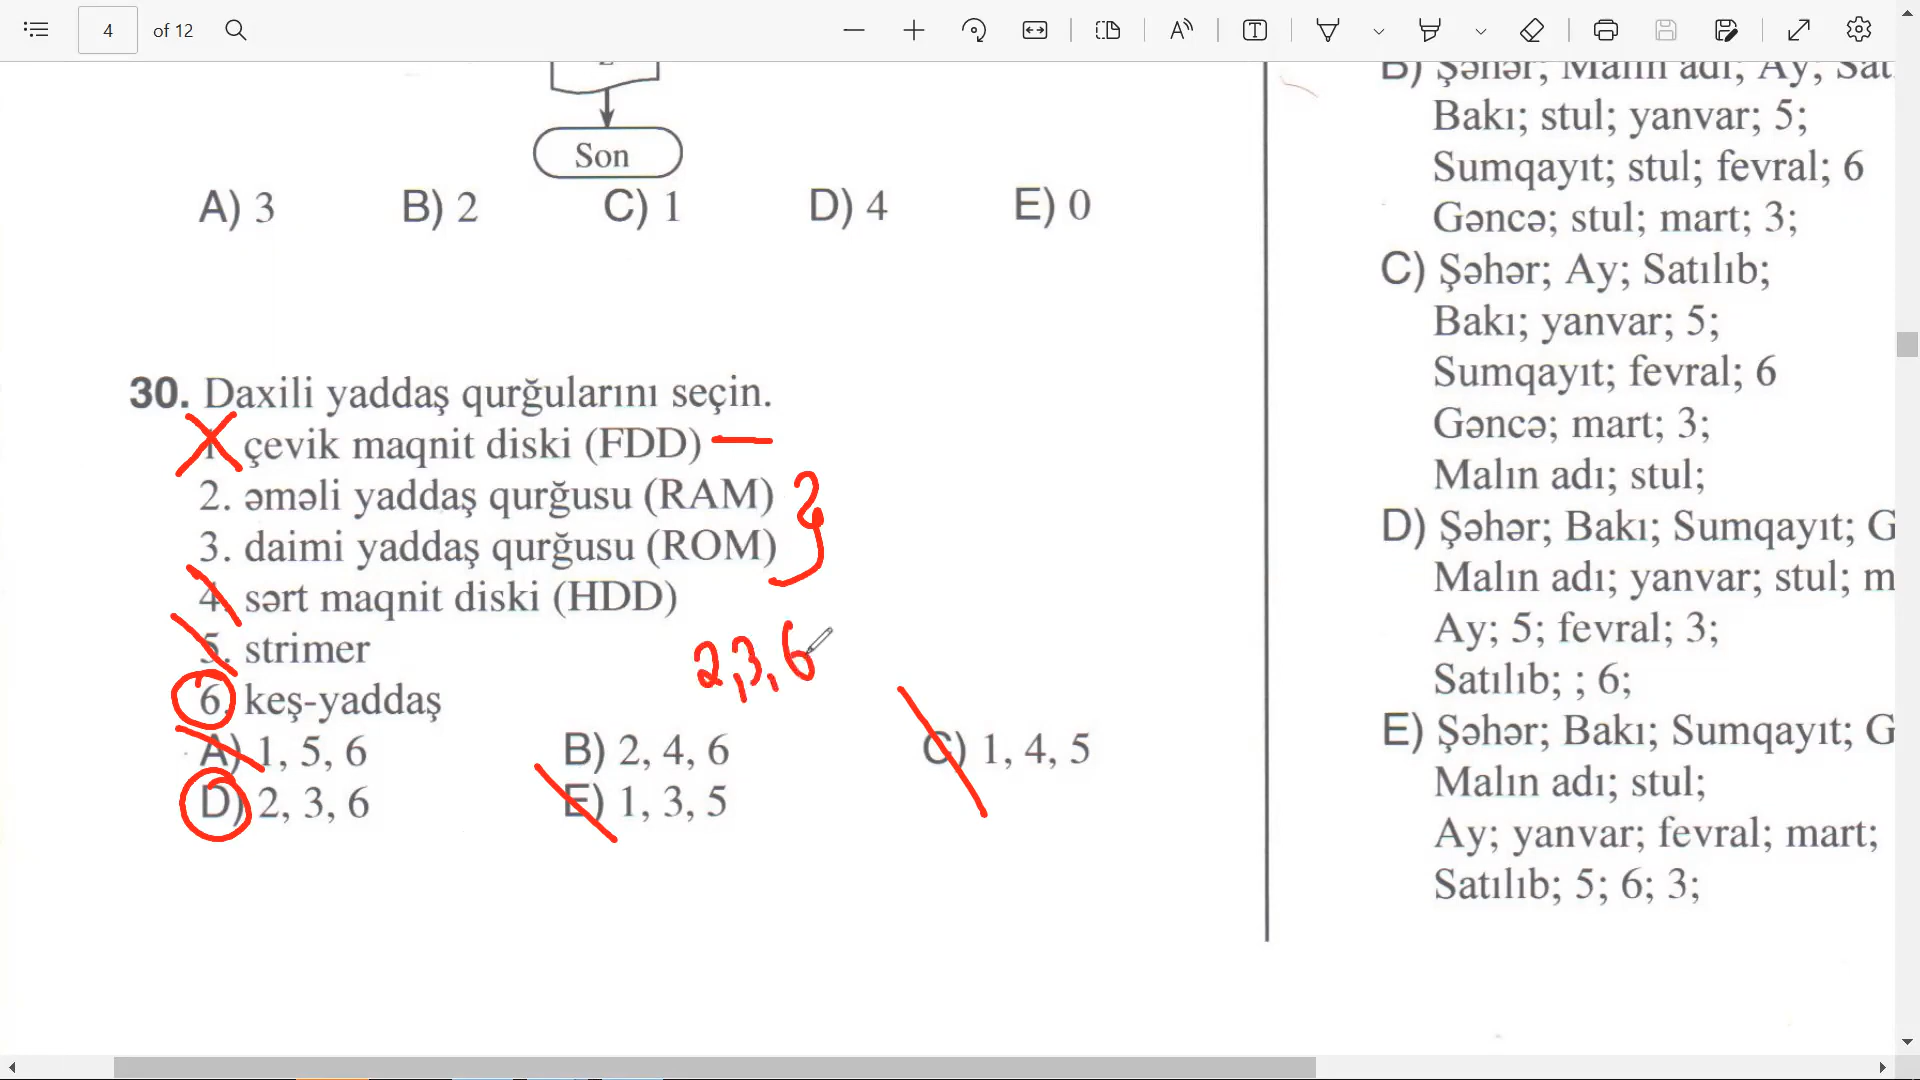 4 of 12
Son
A) 3 B) 2 C) 1 D) 4 E) 0
30. Daxili yaddaş qurğularını seçin.
1. çevik maqnit diski (FDD)
2. əməli yaddaş qurğusu (RAM)
3. daimi yaddaş qurğusu (ROM)
4. sərt maqnit diski (HDD)
5. strimer
6. keş-yaddaş
2,3,6
A) 1, 5, 6 B) 2, 4, 6 C) 1, 4, 5
D) 2, 3, 6 E) 1, 3, 5
B) Şəhər; Malın adı; Ay; Sat
Bakı; stul; yanvar; 5;
Sumqayıt; stul; fevral; 6
Gəncə; stul; mart; 3;
C) Şəhər; Ay; Satılıb;
Bakı; yanvar; 5;
Sumqayıt; fevral; 6
Gəncə; mart; 3;
Malın adı; stul;
D) Şəhər; Bakı; Sumqayıt; G
Malın adı; yanvar; stul; m
Ay; 5; fevral; 3;
Satılıb; ; 6;
E) Şəhər; Bakı; Sumqayıt; G
Malın adı; stul;
Ay; yanvar; fevral; mart;
Satılıb; 5; 6; 3;